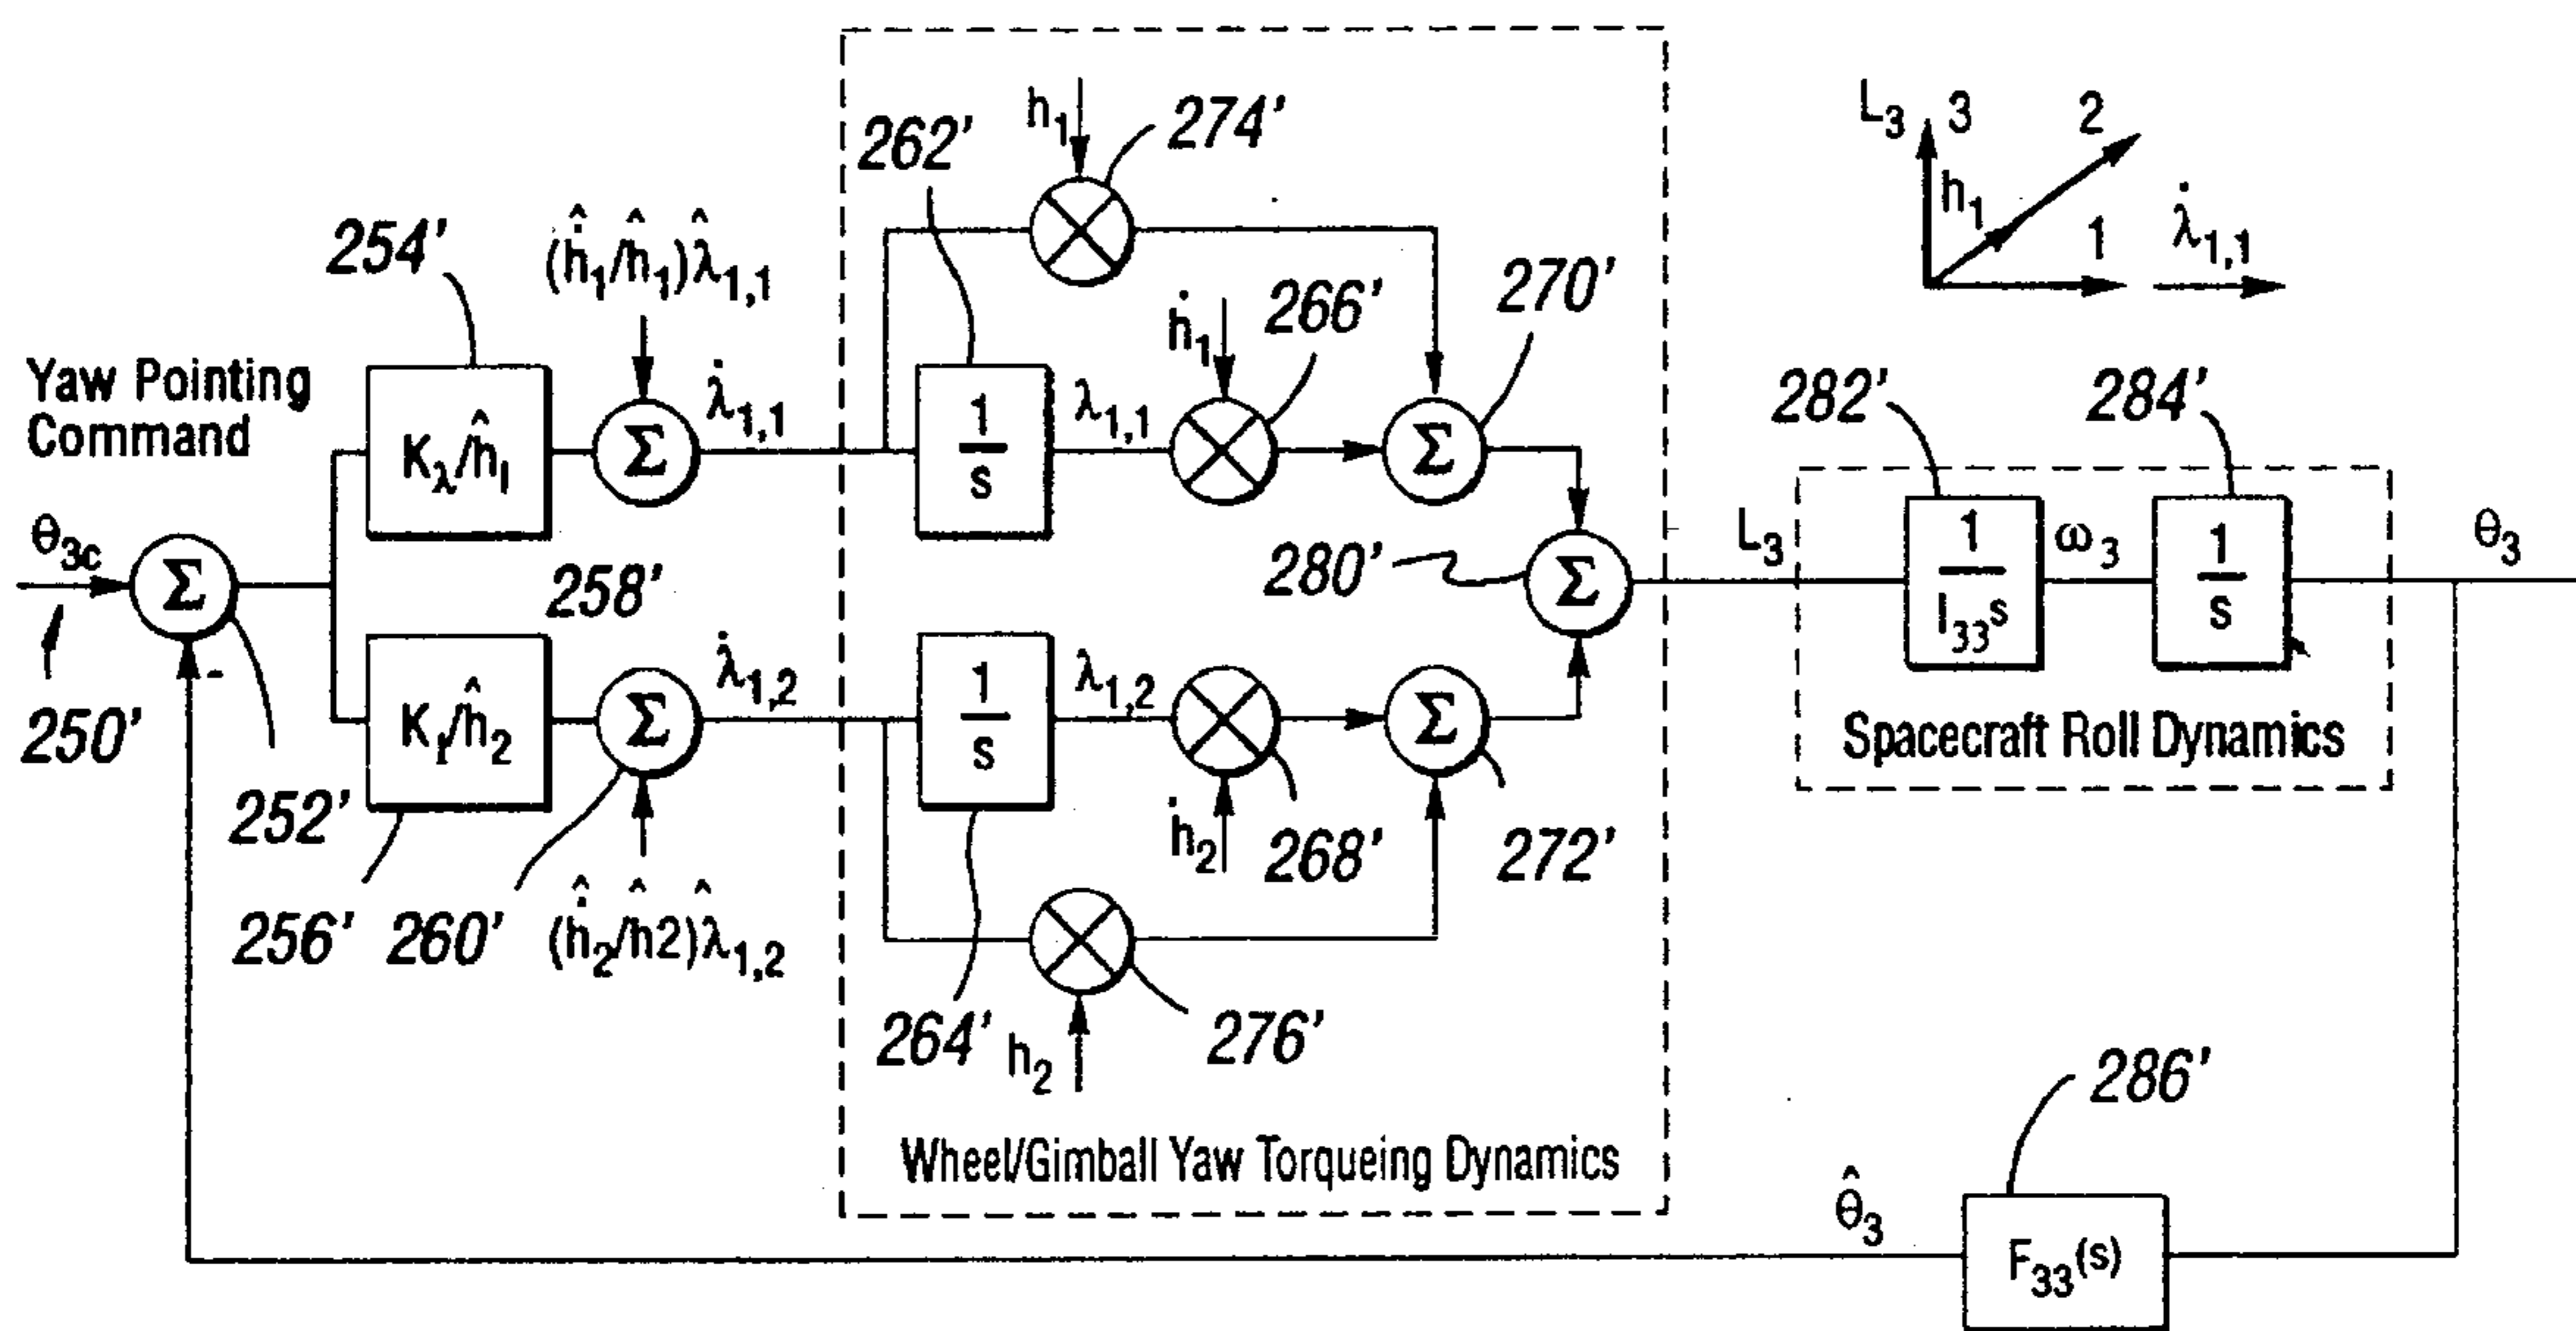 h₁
274'
262'
L₃ 3 2
h₁
1 λ̇₁,₁
254'
(ĥ̇₁/ĥ₁)λ̂₁,₁
ḣ₁ 266'
270'
Yaw Pointing
Command
K_λ/ĥ₁
Σ
λ̇₁,₁
1/s
λ₁,₁
Σ
282' 284'
θ₃c
Σ
258'
280'
Σ
L₃
1/I₃₃s
ω₃
1/s
θ₃
250'
K₁/ĥ₂
Σ
λ̇₁,₂
1/s
λ₁,₂
Σ
Spacecraft Roll Dynamics
-
252'
ḣ₂ 268' 272'
256' 260' (ĥ̇₂/ĥ2)λ̂₁,₂
264' h₂ 276'
286'
Wheel/Gimball Yaw Torqueing Dynamics
θ̂₃
F₃₃(s)